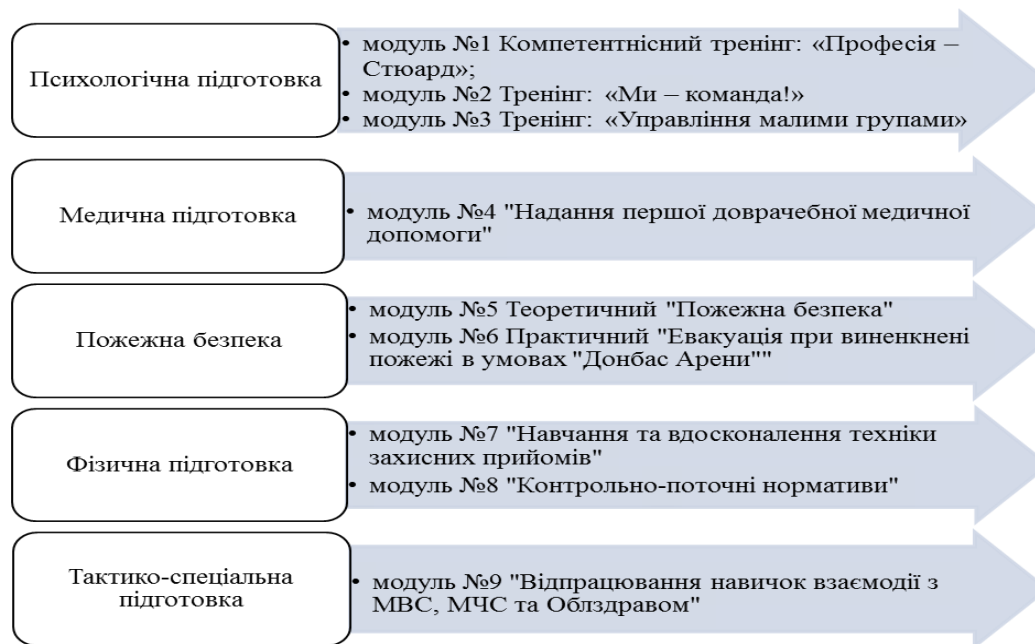 Психологічна підготовка
• модуль №1 Компетентнісний тренінг: «Професія –
Стюард»;
• модуль №2 Тренінг: «Ми – команда!»
• модуль №3 Тренінг: «Управління малими групами»
Медична підготовка
• модуль №4 "Надання першої доврачебної медичної
допомоги"
Пожежна безпека
• модуль №5 Теоретичний "Пожежна безпека"
• модуль №6 Практичний "Евакуація при виненкнені
пожежі в умовах "Донбас Арени""
Фізична підготовка
• модуль №7 "Навчання та вдосконалення техніки
захисних прийомів"
• модуль №8 "Контрольно-поточні нормативи"
Тактико-спеціальна
підготовка
• модуль №9 "Відпрацювання навичок взаємодії з
МВС, МЧС та Облздравом"